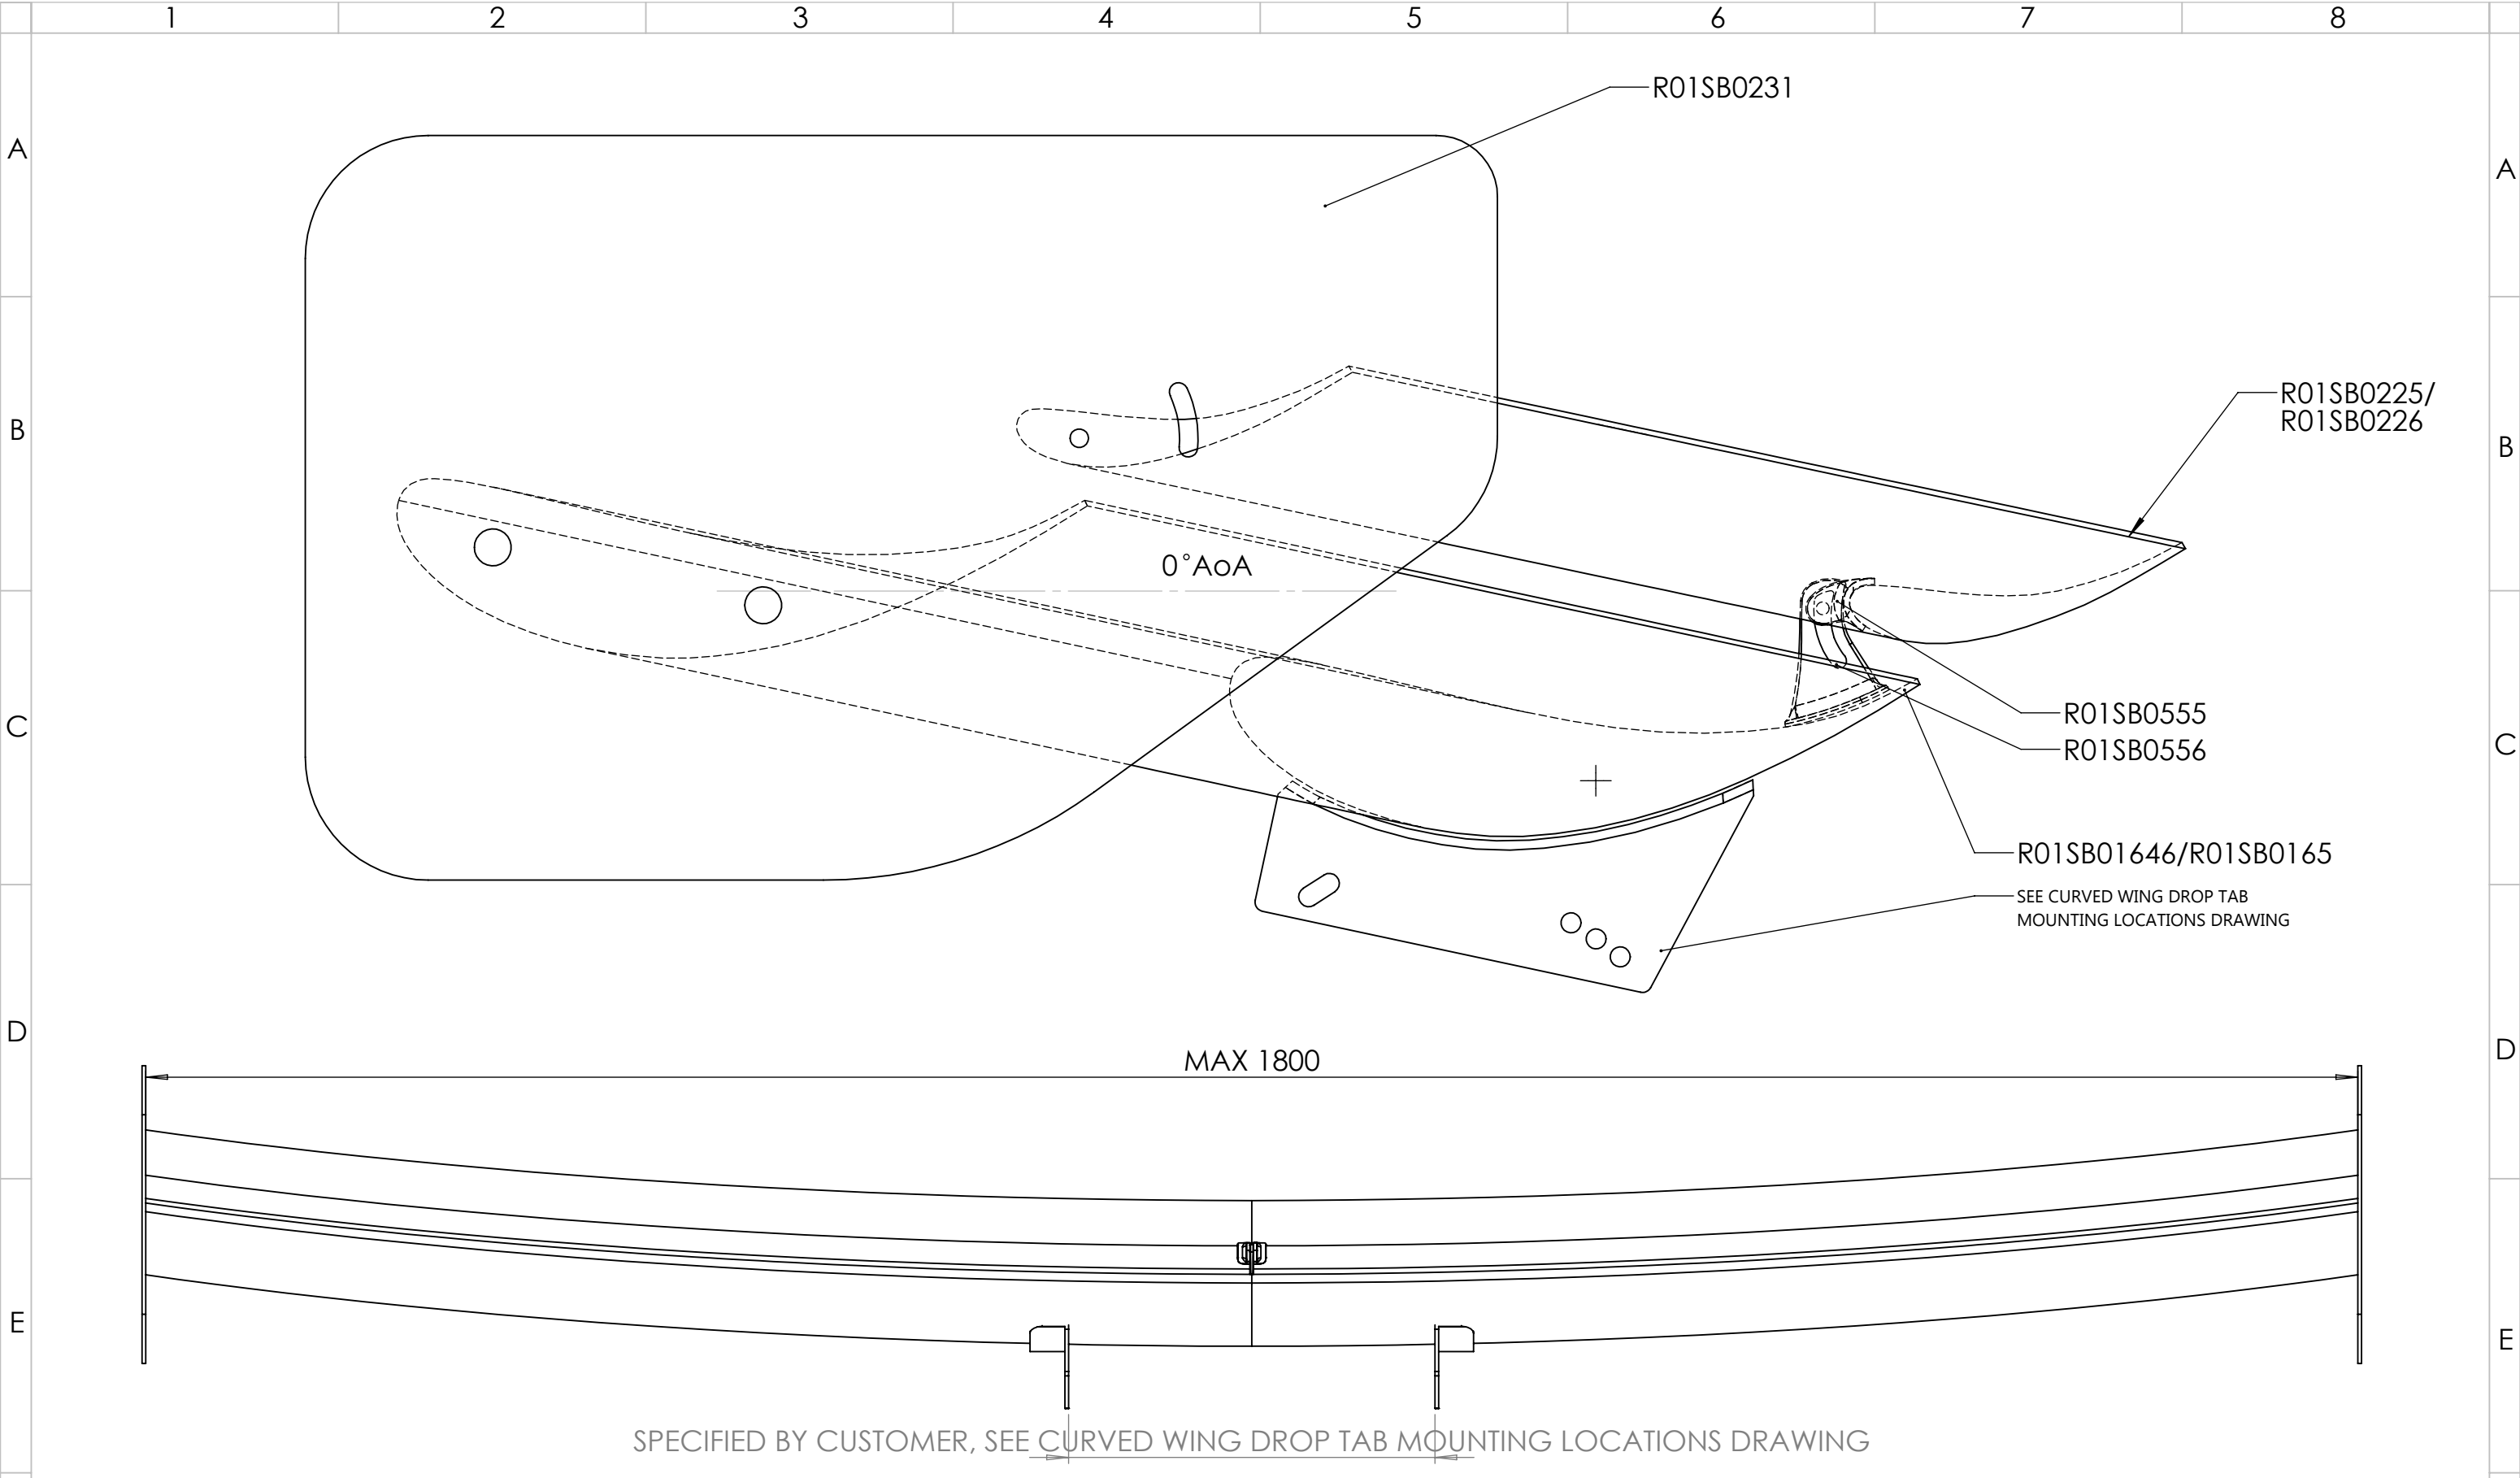 1 2 3 4 5 6 7 8
R01SB0231
A A
R01SB0225/
R01SB0226
B B
0°AoA
R01SB0555
C C
R01SB0556
R01SB01646/R01SB0165
SEE CURVED WING DROP TAB
MOUNTING LOCATIONS DRAWING
D D
MAX 1800
E E
SPECIFIED BY CUSTOMER, SEE CURVED WING DROP TAB MOUNTING LOCATIONS DRAWING